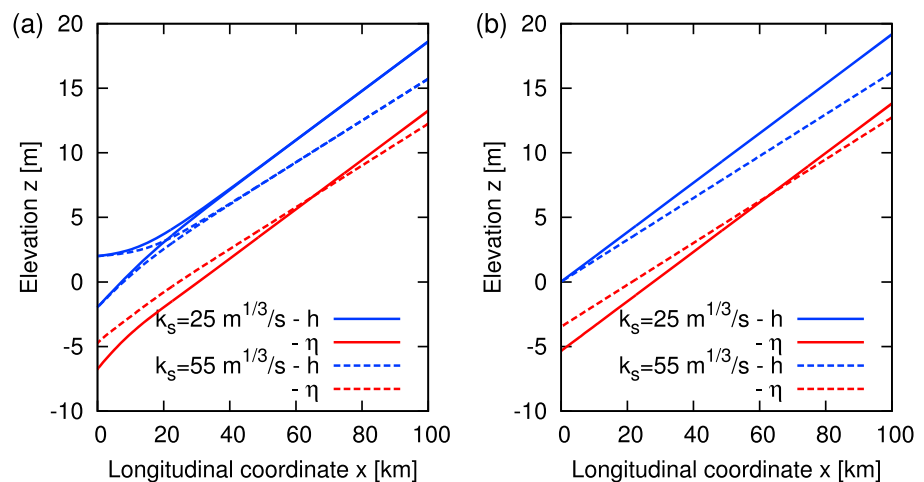 (a)
Elevation z [m]
20
15
10
5
0
-5
-10
k_s=25 m^{1/3}/s - h
- η
k_s=55 m^{1/3}/s - h
- η
0 20 40 60 80 100
Longitudinal coordinate x [km]
(b)
Elevation z [m]
20
15
10
5
0
-5
-10
k_s=25 m^{1/3}/s - h
- η
k_s=55 m^{1/3}/s - h
- η
0 20 40 60 80 100
Longitudinal coordinate x [km]